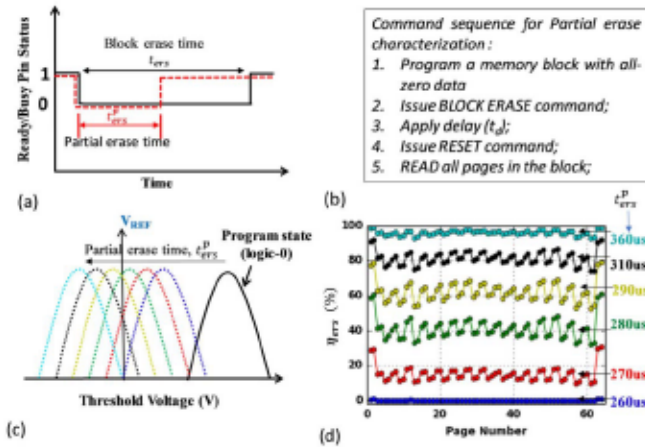 (a)
Ready/Busy Pin Status
1
0
Block erase time
t_ers
t^p_ers
Partial erase time
Time
Command sequence for Partial erase
characterization :
1. Program a memory block with all-
zero data
2. Issue BLOCK ERASE command;
3. Apply delay (t_d);
4. Issue RESET command;
5. READ all pages in the block;
(b)
V_REF
Partial erase time, t^p_ers
Program state
(logic-0)
Threshold Voltage (V)
(c)
t^p_ers
100
80
60
40
20
0
η_ers (%)
360us
310us
290us
280us
270us
260us
0
20
40
60
Page Number
(d)